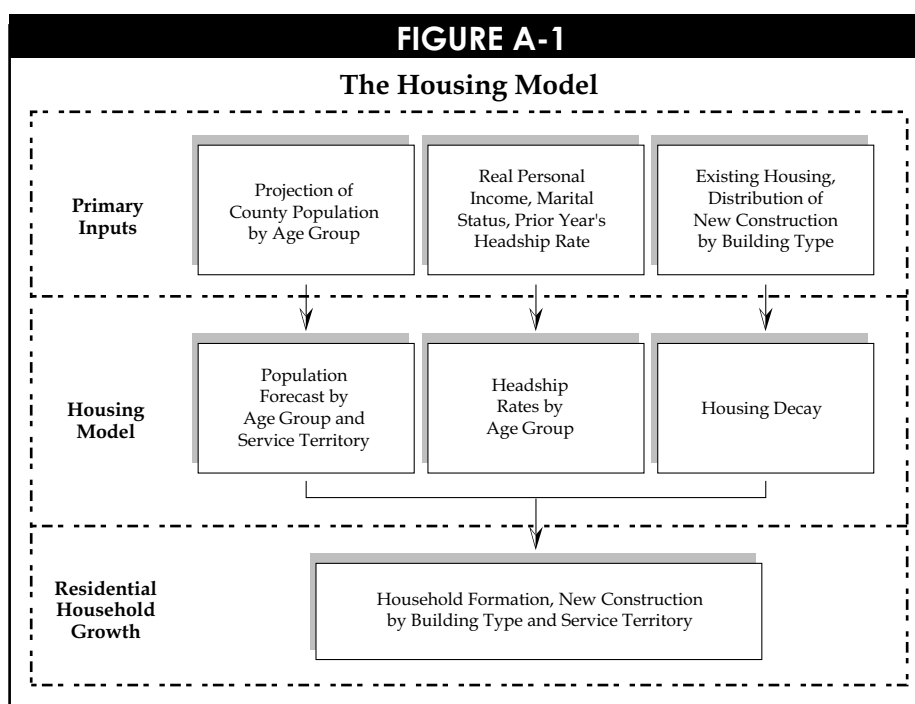 FIGURE A-1
The Housing Model
Primary
Inputs
Projection of
County Population
by Age Group
Real Personal
Income, Marital
Status, Prior Year's
Headship Rate
Existing Housing,
Distribution of
New Construction
by Building Type
Housing
Model
Population
Forecast by
Age Group and
Service Territory
Headship
Rates by
Age Group
Housing Decay
Residential
Household
Growth
Household Formation, New Construction
by Building Type and Service Territory